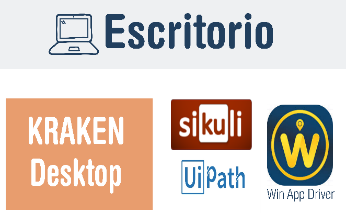 Escritorio
KRAKEN
Desktop
sikuli
UiPath
W
Win App Driver